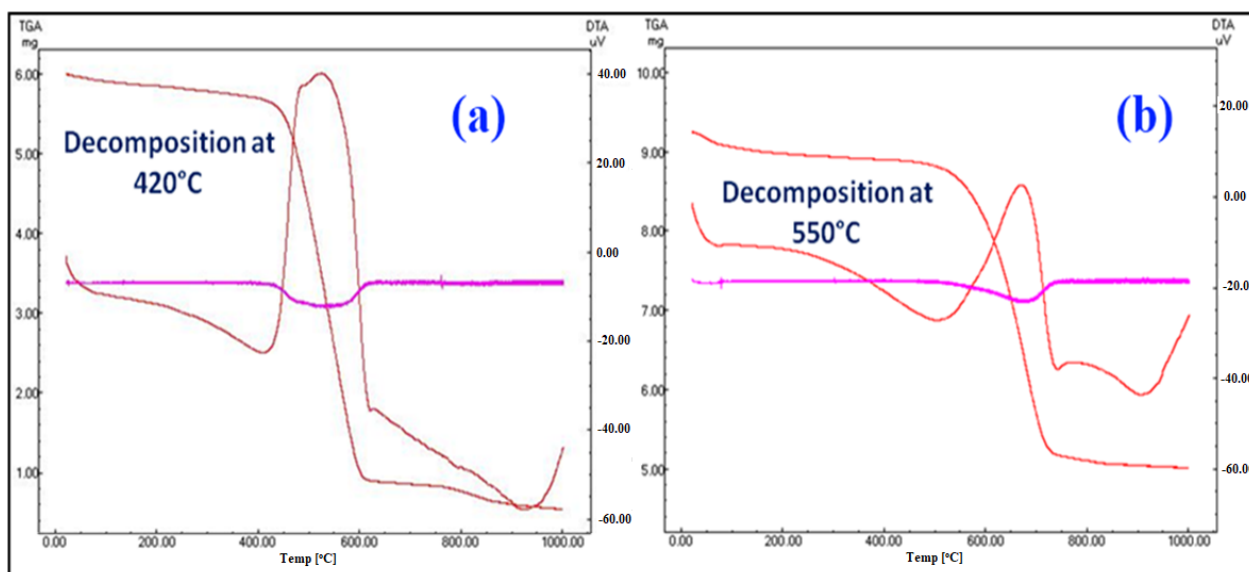 TGA
mg
DTA
uV
6.00
5.00
4.00
3.00
2.00
1.00
40.00
20.00
0.00
-20.00
-40.00
-60.00
(a)
Decomposition at
420°C
0.00 200.00 400.00 600.00 800.00 1000.00
Temp [°C]
TGA
mg
DTA
uV
10.00
9.00
8.00
7.00
6.00
5.00
20.00
0.00
-20.00
-40.00
-60.00
(b)
Decomposition at
550°C
0.00 200.00 400.00 600.00 800.00 1000.00
Temp [°C]